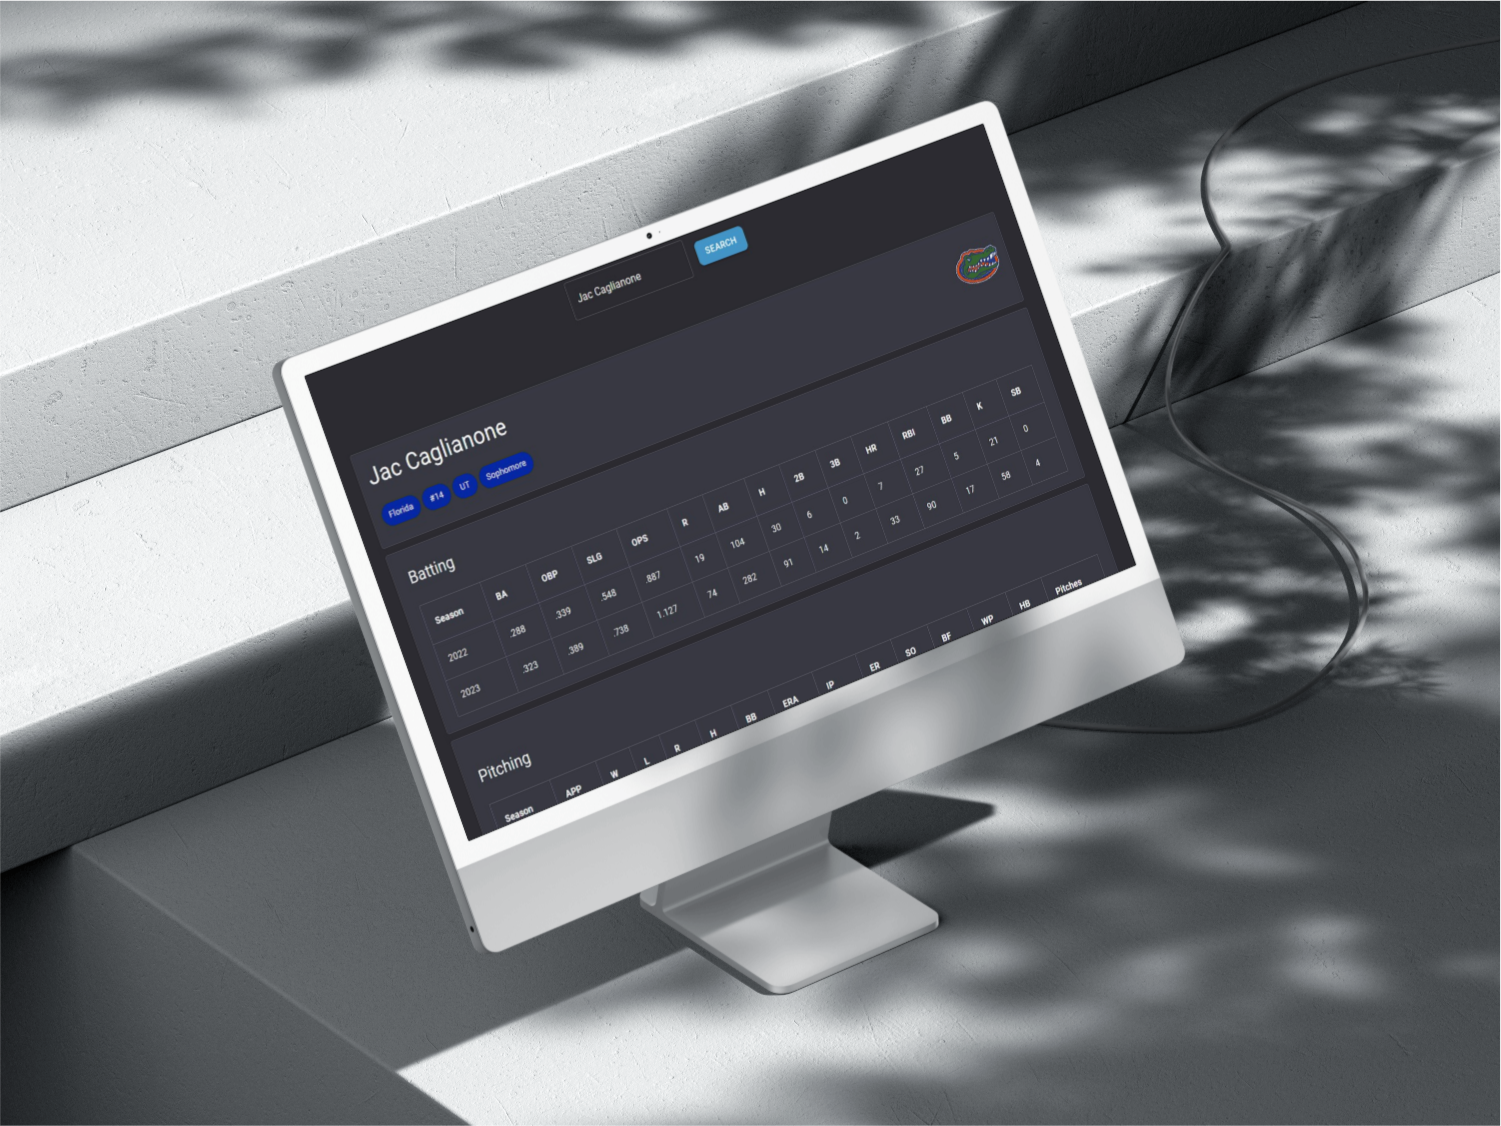 Jac Caglianone SEARCH
Jac Caglianone
Florida #14 UT Sophomore
Batting
Season BA OBP SLG OPS R AB H 2B 3B HR RBI BB K SB
2022 .288 .339 .548 .887 19 104 30 6 0 7 27 5 21 0
2023 .323 .389 .738 1.127 74 282 91 14 2 33 90 17 58 4
Pitching
Season APP W L R H BB ERA IP ER SO BF WP HB Pitches